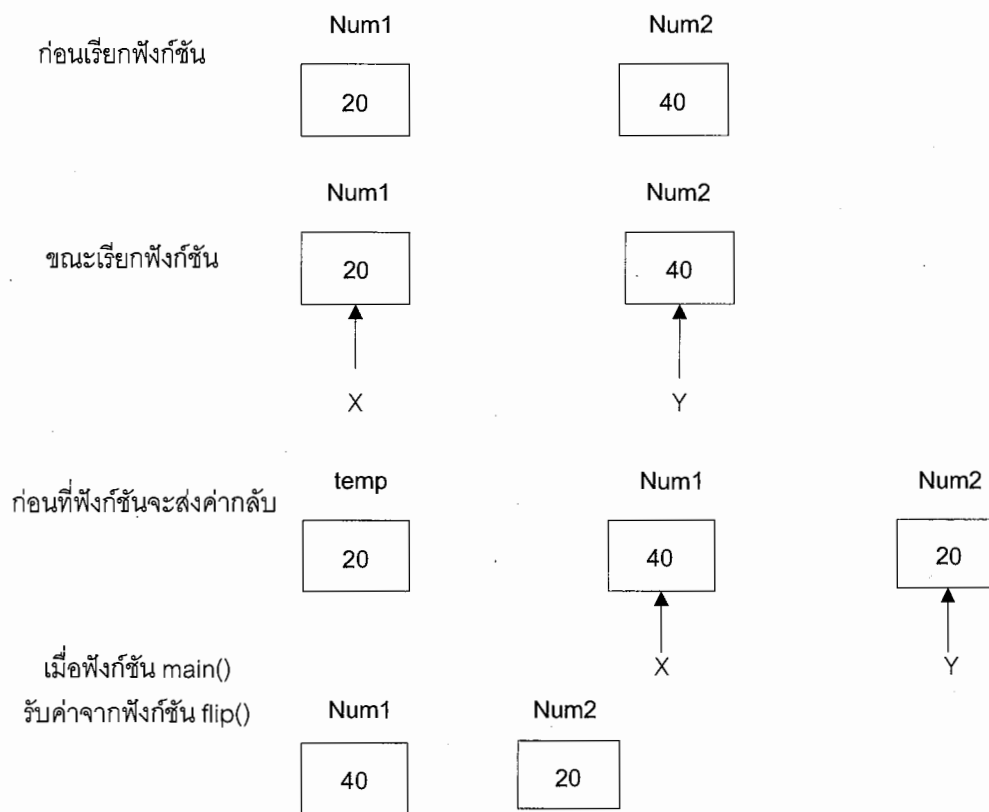 Num1 Num2
ก่อนเรียกฟังก์ชัน
20 40
Num1 Num2
ขณะเรียกฟังก์ชัน
20 40
X Y
temp Num1 Num2
ก่อนที่ฟังก์ชันจะส่งค่ากลับ
20 40 20
X Y
เมื่อฟังก์ชัน main()
รับค่าจากฟังก์ชัน flip()
Num1 Num2
40 20